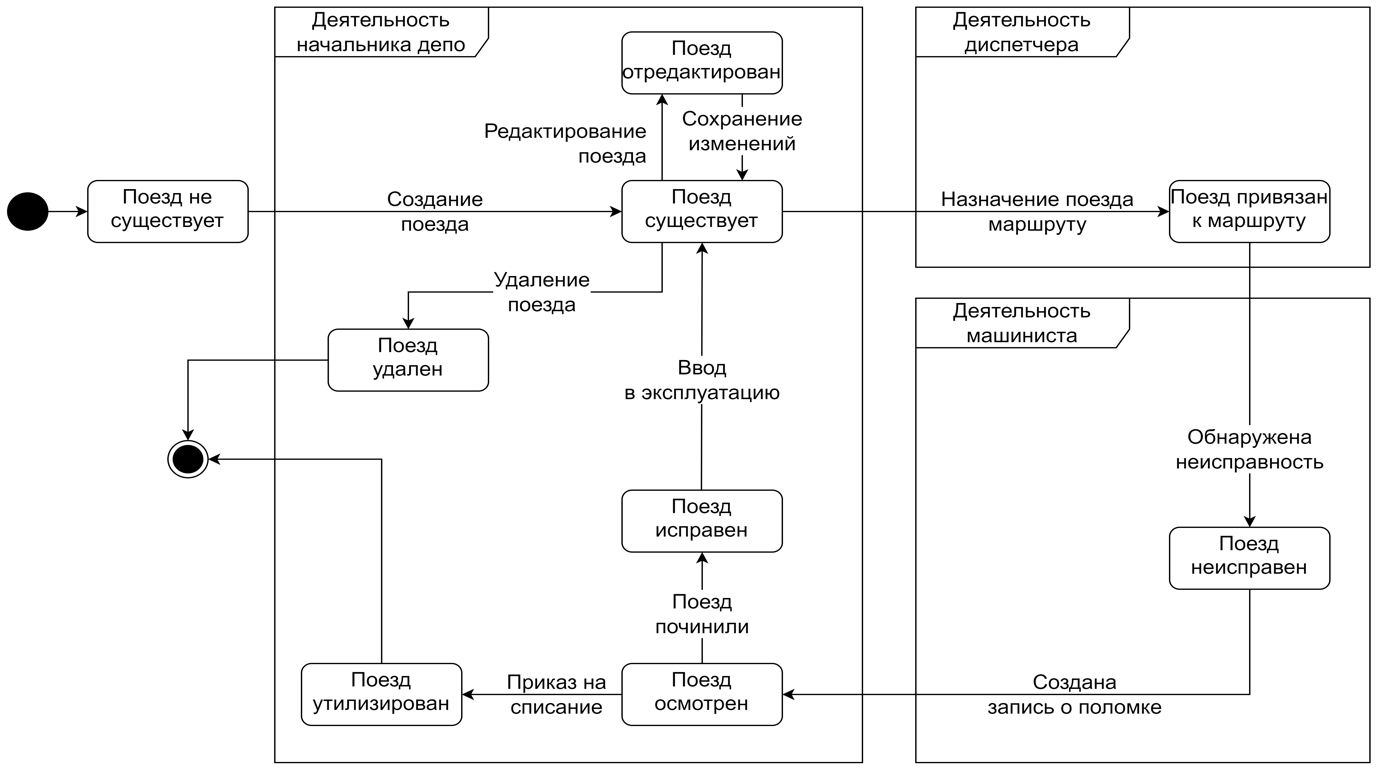 Деятельность
начальника депо
Деятельность
диспетчера
Поезд
отредактирован
Редактирование
поезда
Сохранение
изменений
Поезд не
существует
Создание
поезда
Поезд
существует
Назначение поезда
маршруту
Поезд привязан
к маршруту
Удаление
поезда
Деятельность
машиниста
Поезд
удален
Ввод
в эксплуатацию
Обнаружена
неисправность
Поезд
исправен
Поезд
неисправен
Поезд
починили
Поезд
утилизирован
Приказ на
списание
Поезд
осмотрен
Создана
запись о поломке